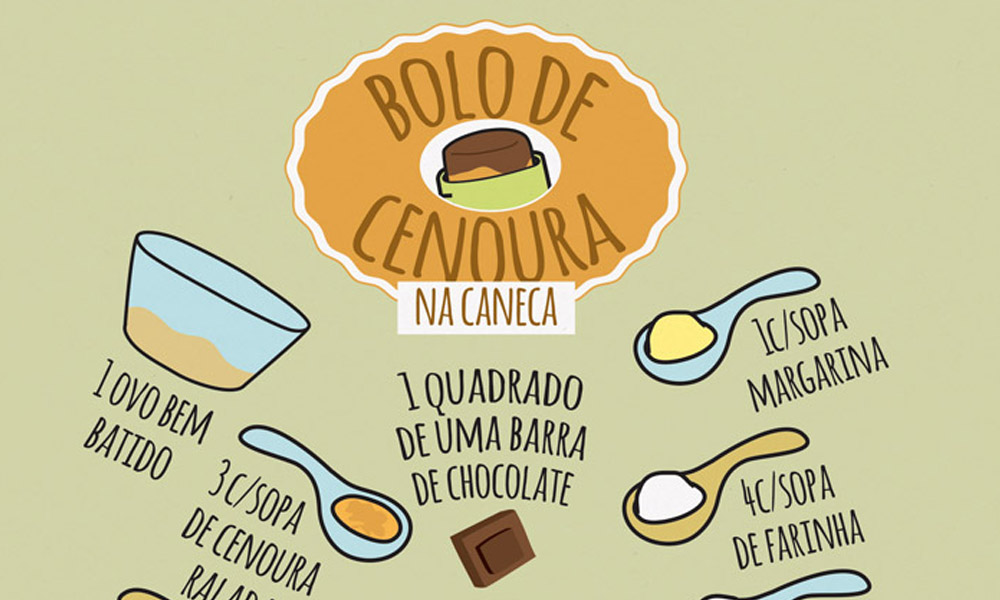 BOLO DE
CENOURA
NA CANECA
1 OVO BEM
BATIDO
3 C/SOPA
DE CENOURA
1 QUADRADO
DE UMA BARRA
DE CHOCOLATE
1C/SOPA
MARGARINA
4C/SOPA
DE FARINHA